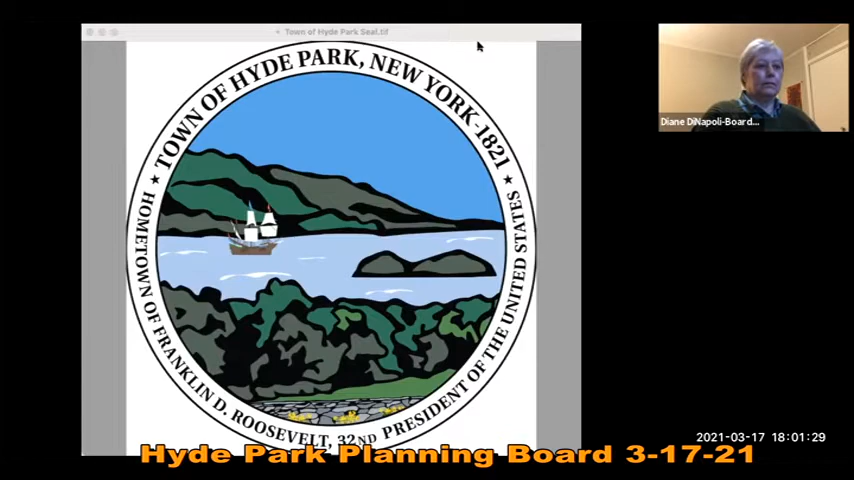 Town of Hyde Park Seal.tif
TOWN OF HYDE PARK, NEW YORK-1821
HOMETOWN OF FRANKLIN D. ROOSEVELT, 32ND PRESIDENT OF THE UNITED STATES
Diane DiNapoli-Board...
2021-03-17 18:01:29
Hyde Park Planning Board 3-17-21